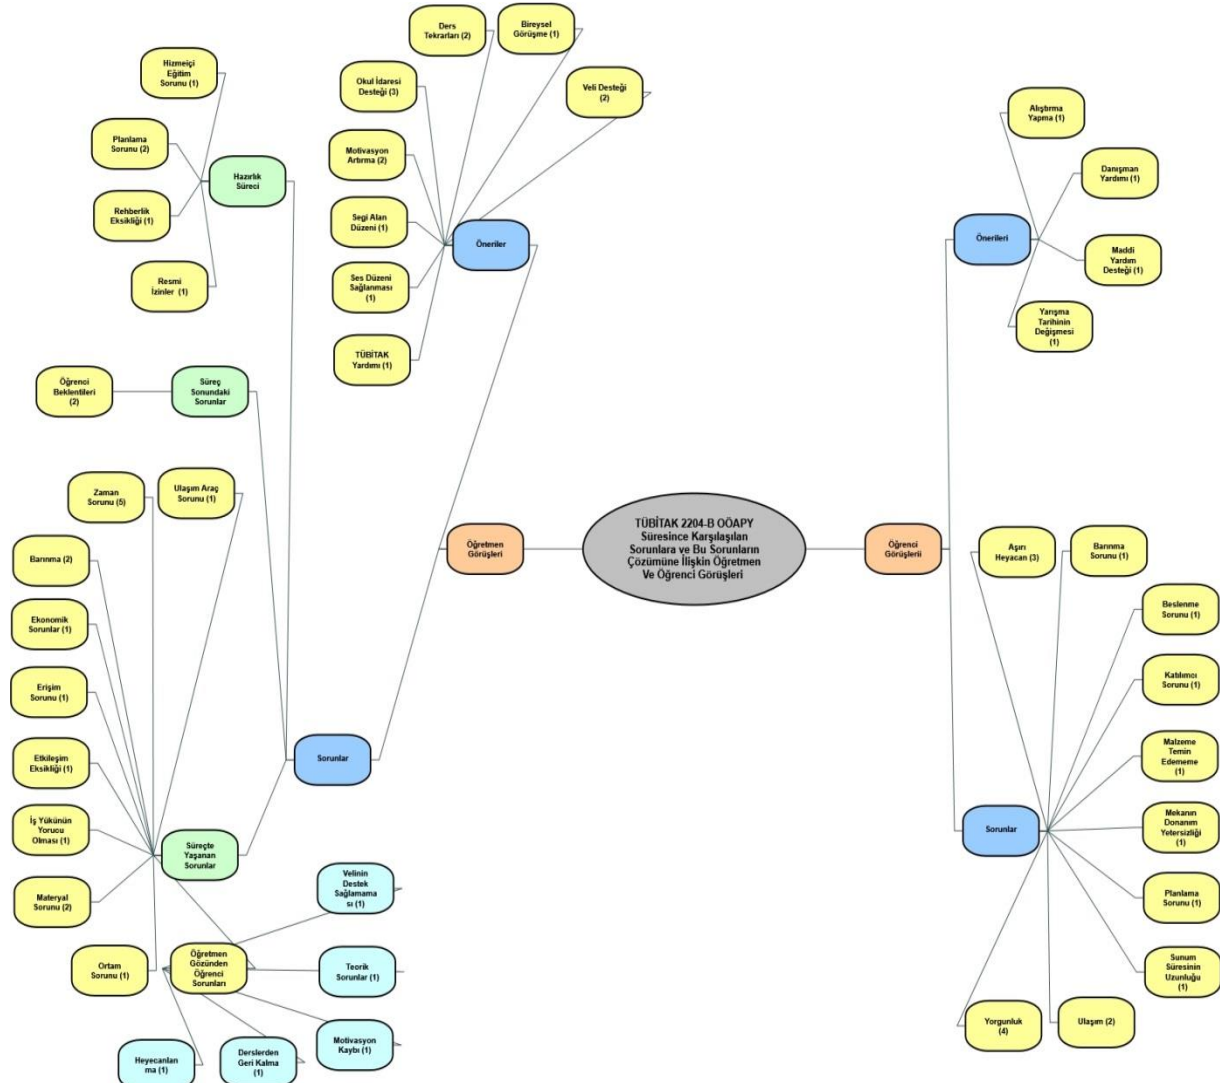 Ders
Tekrarları (2)
Bireysel
Görüşme (1)
Hizmeiçi
Eğitim
Sorunu (1)
Okul İdaresi
Desteği (3)
Veli Desteği
(2)
Planlama
Sorunu (2)
Motivasyon
Artırma (2)
Hazırlık
Süreci
Rehberlik
Eksikliği (1)
Segi Alan
Düzeni (1)
Öneriler
Resmi
İzinler (1)
Ses Düzeni
Sağlanması
(1)
TÜBİTAK
Yardımı (1)
Alıştırma
Yapma (1)
Danışman
Yardımı (1)
Önerileri
Maddi
Yardım
Desteği (1)
Yarışma
Tarihinin
Değişmesi
(1)
Öğrenci
Beklentileri
(2)
Süreç
Sonundaki
Sorunlar
Zaman
Sorunu (5)
Ulaşım Araç
Sorunu (1)
Barınma (2)
Ekonomik
Sorunlar (1)
Erişim
Sorunu (1)
Etkileşim
Eksikliği (1)
İş Yükünün
Yorucu
Olması (1)
Materyal
Sorunu (2)
Süreçte
Yaşanan
Sorunlar
Sorunlar
Öğretmen
Görüşleri
TÜBİTAK 2204-B OÖAPY
Süresince Karşılaşılan
Sorunlara ve Bu Sorunların
Çözümüne İlişkin Öğretmen
Ve Öğrenci Görüşleri
Öğrenci
Görüşlerii
Ortam
Sorunu (1)
Öğretmen
Gözünden
Öğrenci
Sorunları
Velinin
Destek
Sağlamama
sı (1)
Teorik
Sorunlar (1)
Motivasyon
Kaybı (1)
Derslerden
Geri Kalma
(1)
Heyecanlan
ma (1)
Aşırı
Heyacan (3)
Barınma
Sorunu (1)
Beslenme
Sorunu (1)
Katılımcı
Sorunu (1)
Malzeme
Temin
Edememe
(1)
Sorunlar
Mekanın
Donanım
Yetersizliği
(1)
Planlama
Sorunu (1)
Sunum
Süresinin
Uzunluğu
(1)
Yorgunluk
(4)
Ulaşım (2)